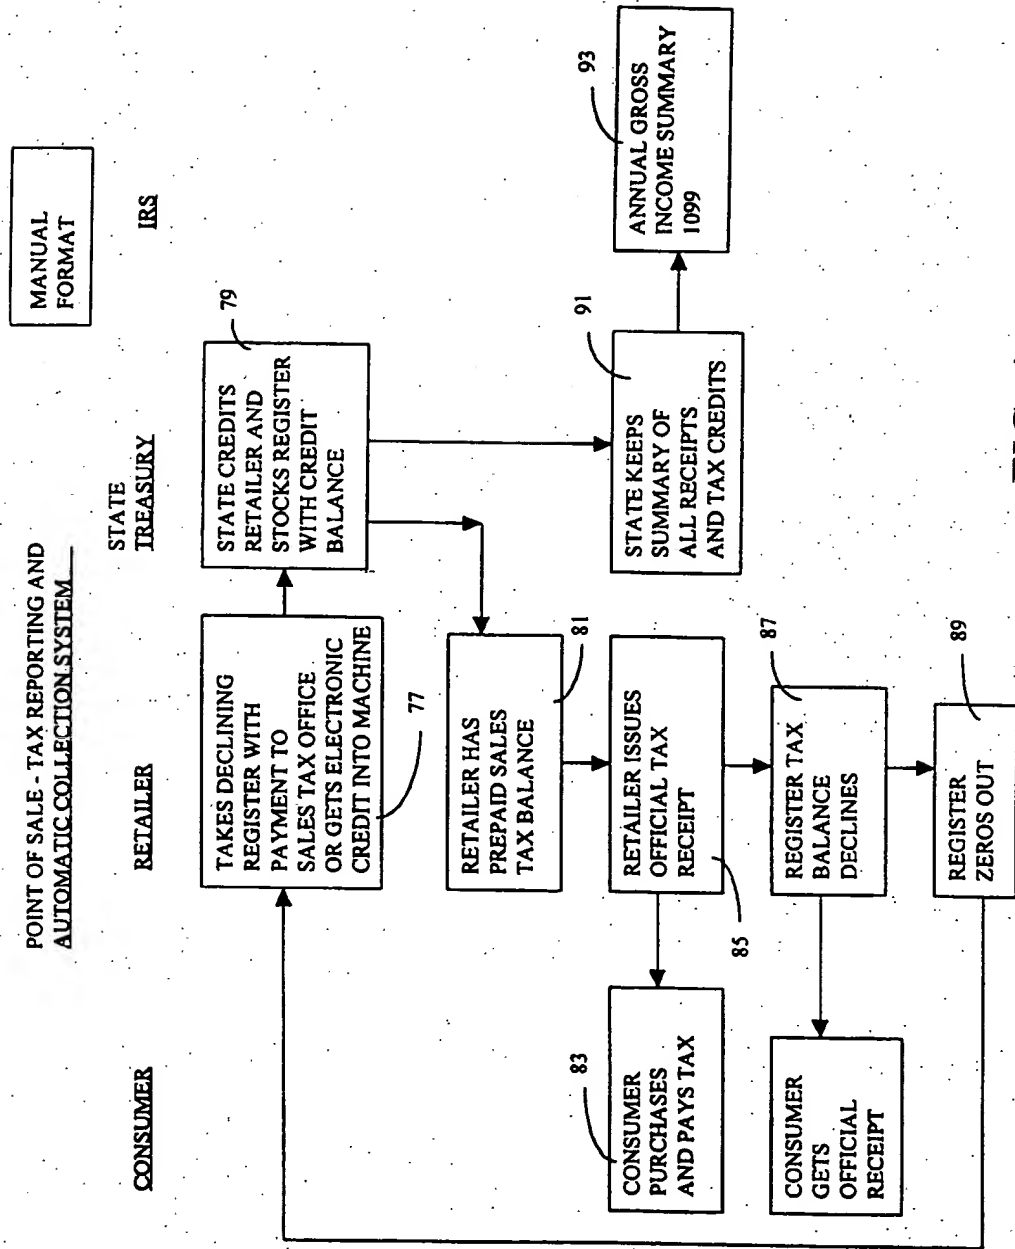 MANUAL
FORMAT
POINT OF SALE - TAX REPORTING AND
AUTOMATIC COLLECTION SYSTEM
CONSUMER
RETAILER
STATE
TREASURY
IRS
TAKES DECLINING
REGISTER WITH
PAYMENT TO
SALES TAX OFFICE
OR GETS ELECTRONIC
CREDIT INTO MACHINE
77
STATE CREDITS
RETAILER AND
STOCKS REGISTER
WITH CREDIT
BALANCE
79
RETAILER HAS
PREPAID SALES
TAX BALANCE
81
CONSUMER
PURCHASES
AND PAYS TAX
83
RETAILER ISSUES
OFFICIAL TAX
RECEIPT
85
STATE KEEPS
SUMMARY OF
ALL RECEIPTS
AND TAX CREDITS
91
ANNUAL GROSS
INCOME SUMMARY
1099
93
CONSUMER
GETS
OFFICIAL
RECEIPT
REGISTER TAX
BALANCE
DECLINES
87
REGISTER
ZEROS OUT
89